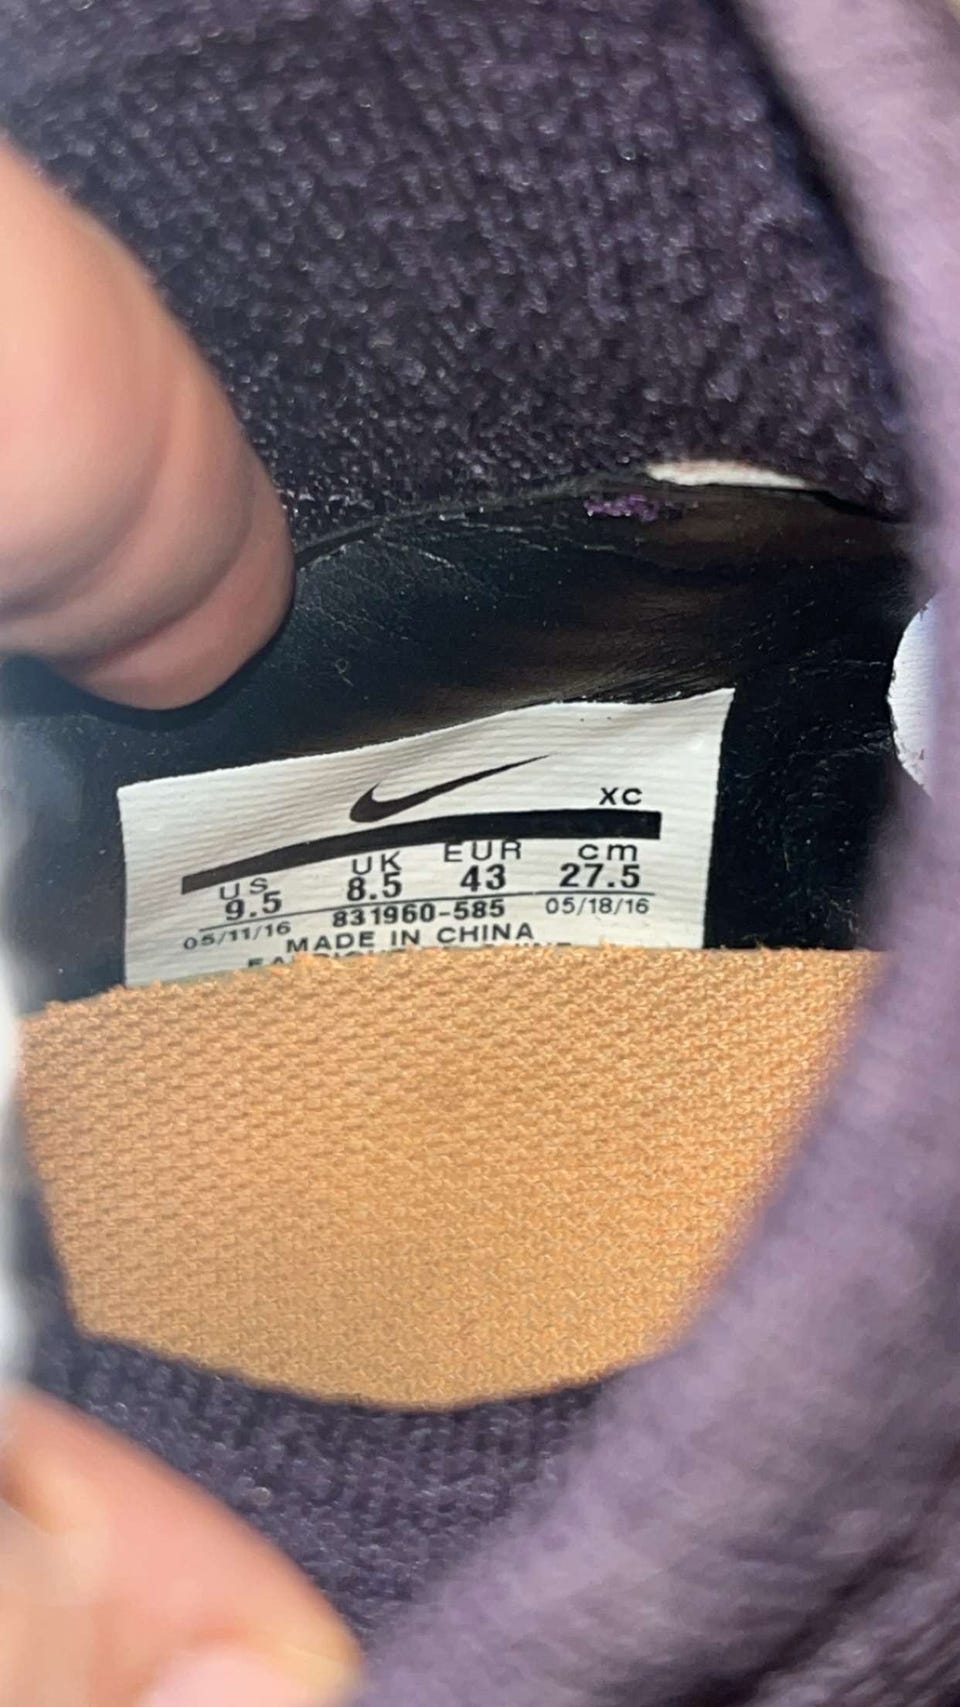 XC
US UK EUR cm
9.5 8.5 43 27.5
05/11/16 831960-585 05/18/16
MADE IN CHINA